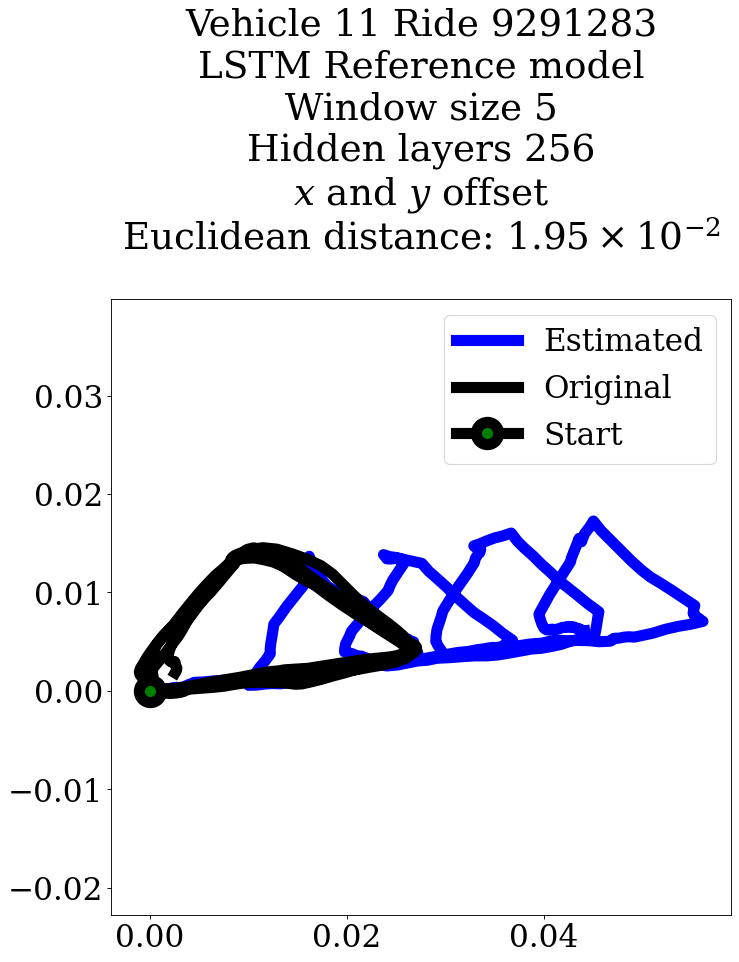 Vehicle 11 Ride 9291283
LSTM Reference model
Window size 5
Hidden layers 256
x and y offset
Euclidean distance: 1.95 × 10⁻²
Estimated
Original
Start
0.03
0.02
0.01
0.00
−0.01
−0.02
0.00 0.02 0.04